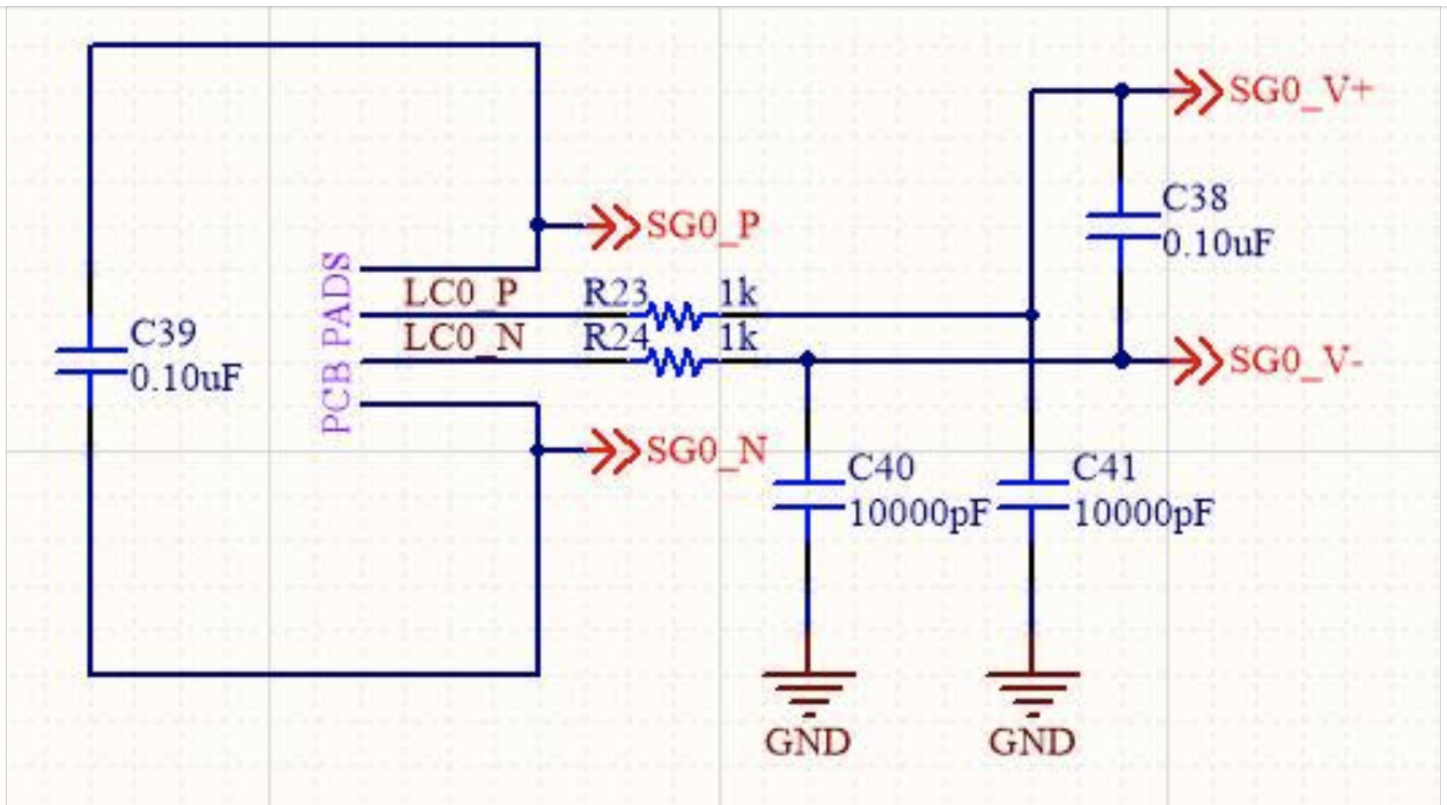 SG0_V+
C38
0.10uF
SG0_P
PCB PADS
LC0_P
R23
1k
LC0_N
R24
1k
C39
0.10uF
SG0_V-
SG0_N
C40
10000pF
C41
10000pF
GND
GND